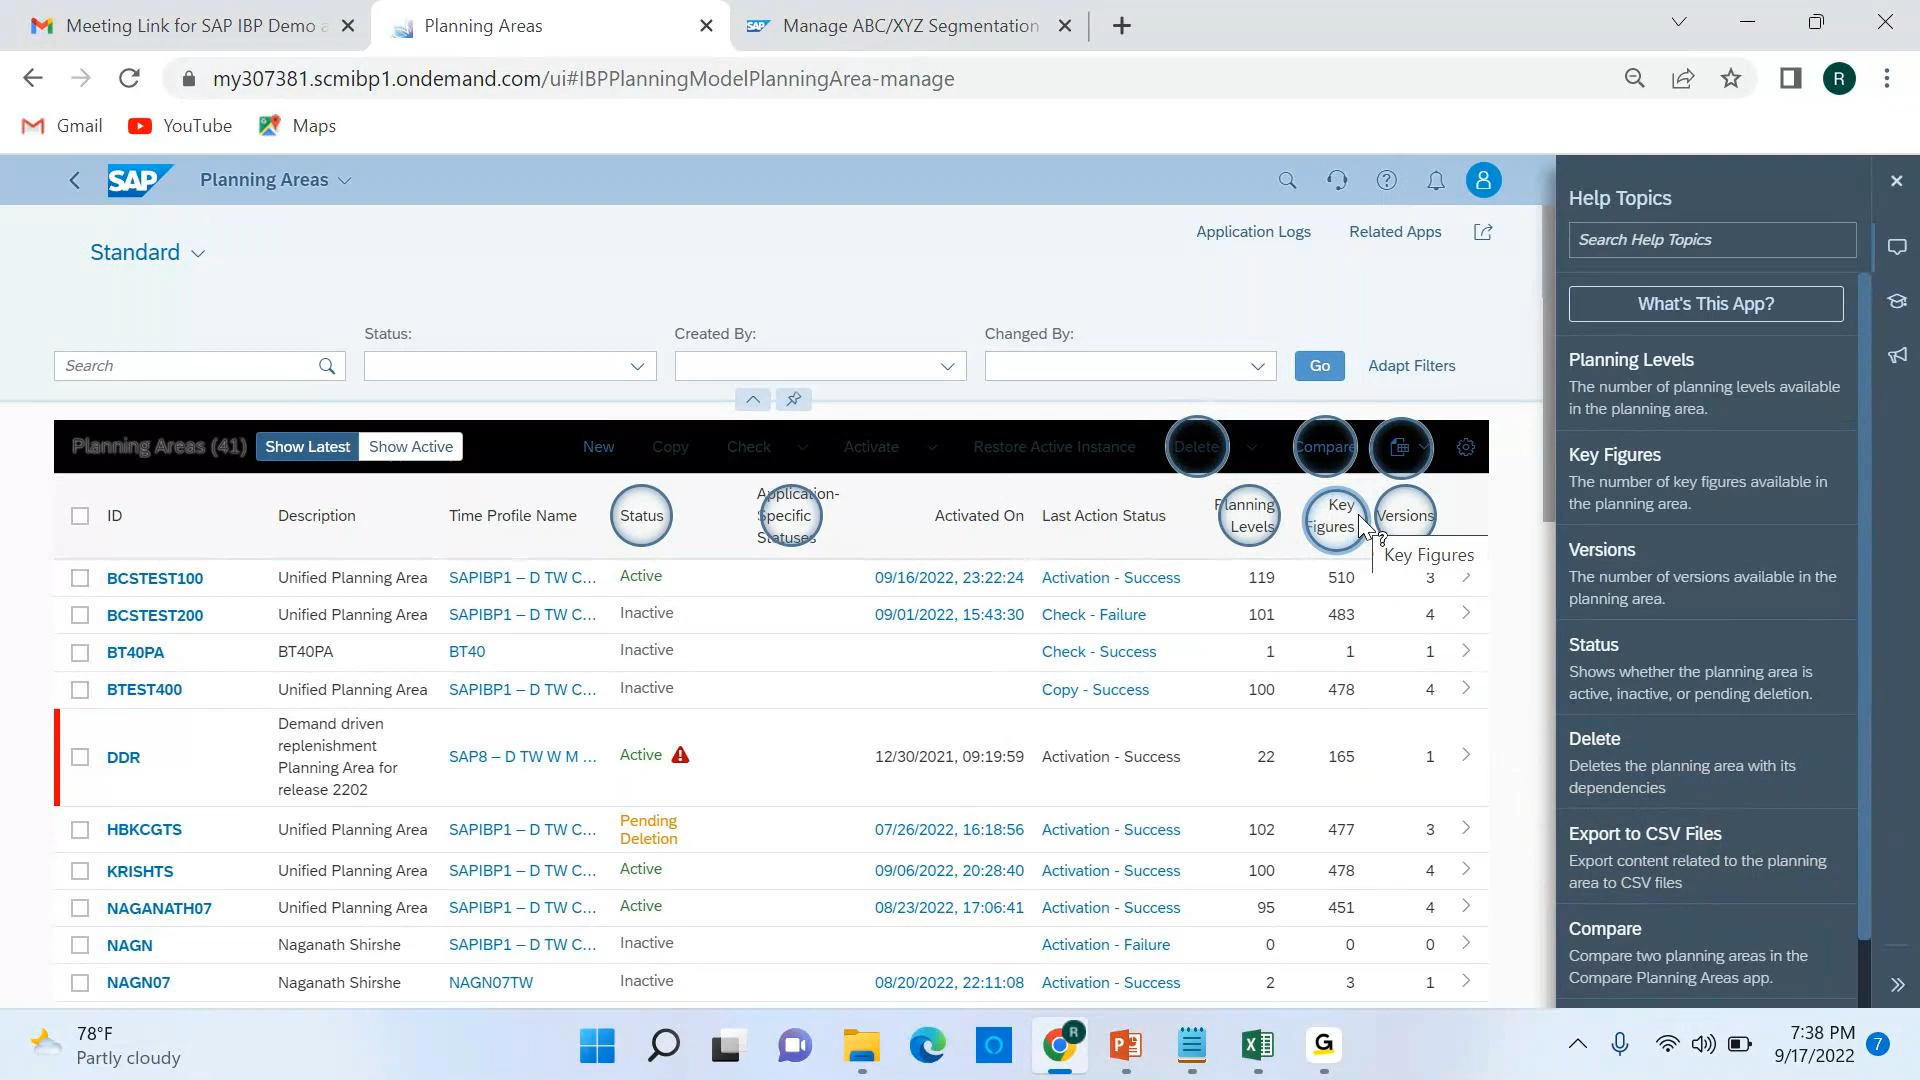 Meeting Link for SAP IBP Demo a
Planning Areas
SAP Manage ABC/XYZ Segmentation
my307381.scmibp1.ondemand.com/ui#IBPPlanningModelPlanningArea-manage
R
Gmail YouTube Maps
SAP Planning Areas
Application Logs Related Apps
Standard
Status: Created By: Changed By:
Search Go Adapt Filters
Planning Areas (41) Show Latest Show Active New Copy Check Activate Restore Active Instance Delete Compare
ID Description Time Profile Name Status Application-Specific Statuses Activated On Last Action Status Planning Levels Key Figures Versions
Key Figures
BCSTEST100 Unified Planning Area SAPIBP1 – D TW C... Active 09/16/2022, 23:22:24 Activation - Success 119 510 3
BCSTEST200 Unified Planning Area SAPIBP1 – D TW C... Inactive 09/01/2022, 15:43:30 Check - Failure 101 483 4
BT40PA BT40PA BT40 Inactive Check - Success 1 1 1
BTEST400 Unified Planning Area SAPIBP1 – D TW C... Inactive Copy - Success 100 478 4
DDR Demand driven replenishment Planning Area for release 2202 SAP8 – D TW W M ... Active 12/30/2021, 09:19:59 Activation - Success 22 165 1
HBKCGTS Unified Planning Area SAPIBP1 – D TW C... Pending Deletion 07/26/2022, 16:18:56 Activation - Success 102 477 3
KRISHTS Unified Planning Area SAPIBP1 – D TW C... Active 09/06/2022, 20:28:40 Activation - Success 100 478 4
NAGANATH07 Unified Planning Area SAPIBP1 – D TW C... Active 08/23/2022, 17:06:41 Activation - Success 95 451 4
NAGN Naganath Shirshe SAPIBP1 – D TW C... Inactive Activation - Failure 0 0 0
NAGN07 Naganath Shirshe NAGN07TW Inactive 08/20/2022, 22:11:08 Activation - Success 2 3 1
Help Topics
Search Help Topics
What's This App?
Planning Levels
The number of planning levels available
in the planning area.
Key Figures
The number of key figures available in
the planning area.
Versions
The number of versions available in the
planning area.
Status
Shows whether the planning area is
active, inactive, or pending deletion.
Delete
Deletes the planning area with its
dependencies
Export to CSV Files
Export content related to the planning
area to CSV files
Compare
Compare two planning areas in the
Compare Planning Areas app.
78°F
Partly cloudy
R
G
7:38 PM
9/17/2022
7